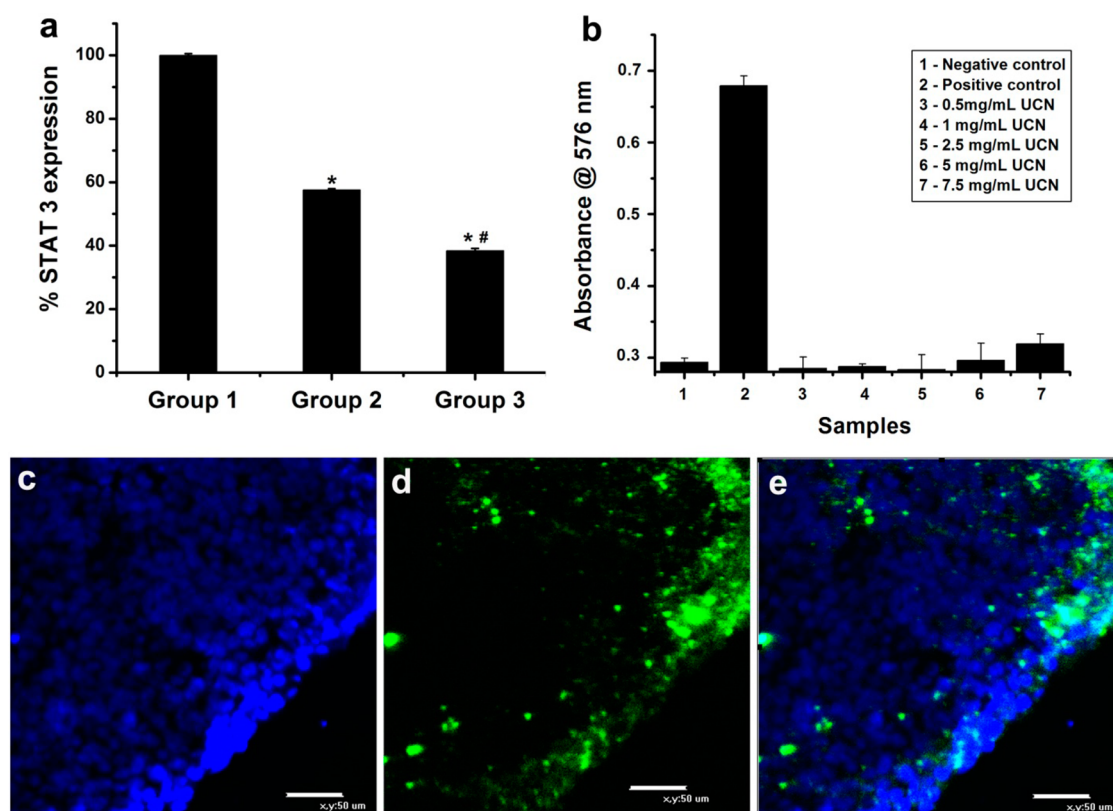 a
% STAT 3 expression
100
80
60
40
20
0
*
* #
Group 1
Group 2
Group 3
b
Absorbance @ 576 nm
0.7
0.6
0.5
0.4
0.3
1 - Negative control
2 - Positive control
3 - 0.5mg/mL UCN
4 - 1 mg/mL UCN
5 - 2.5 mg/mL UCN
6 - 5 mg/mL UCN
7 - 7.5 mg/mL UCN
1 2 3 4 5 6 7
Samples
c
x,y:50 um
d
x,y:50 um
e
x,y:50 um